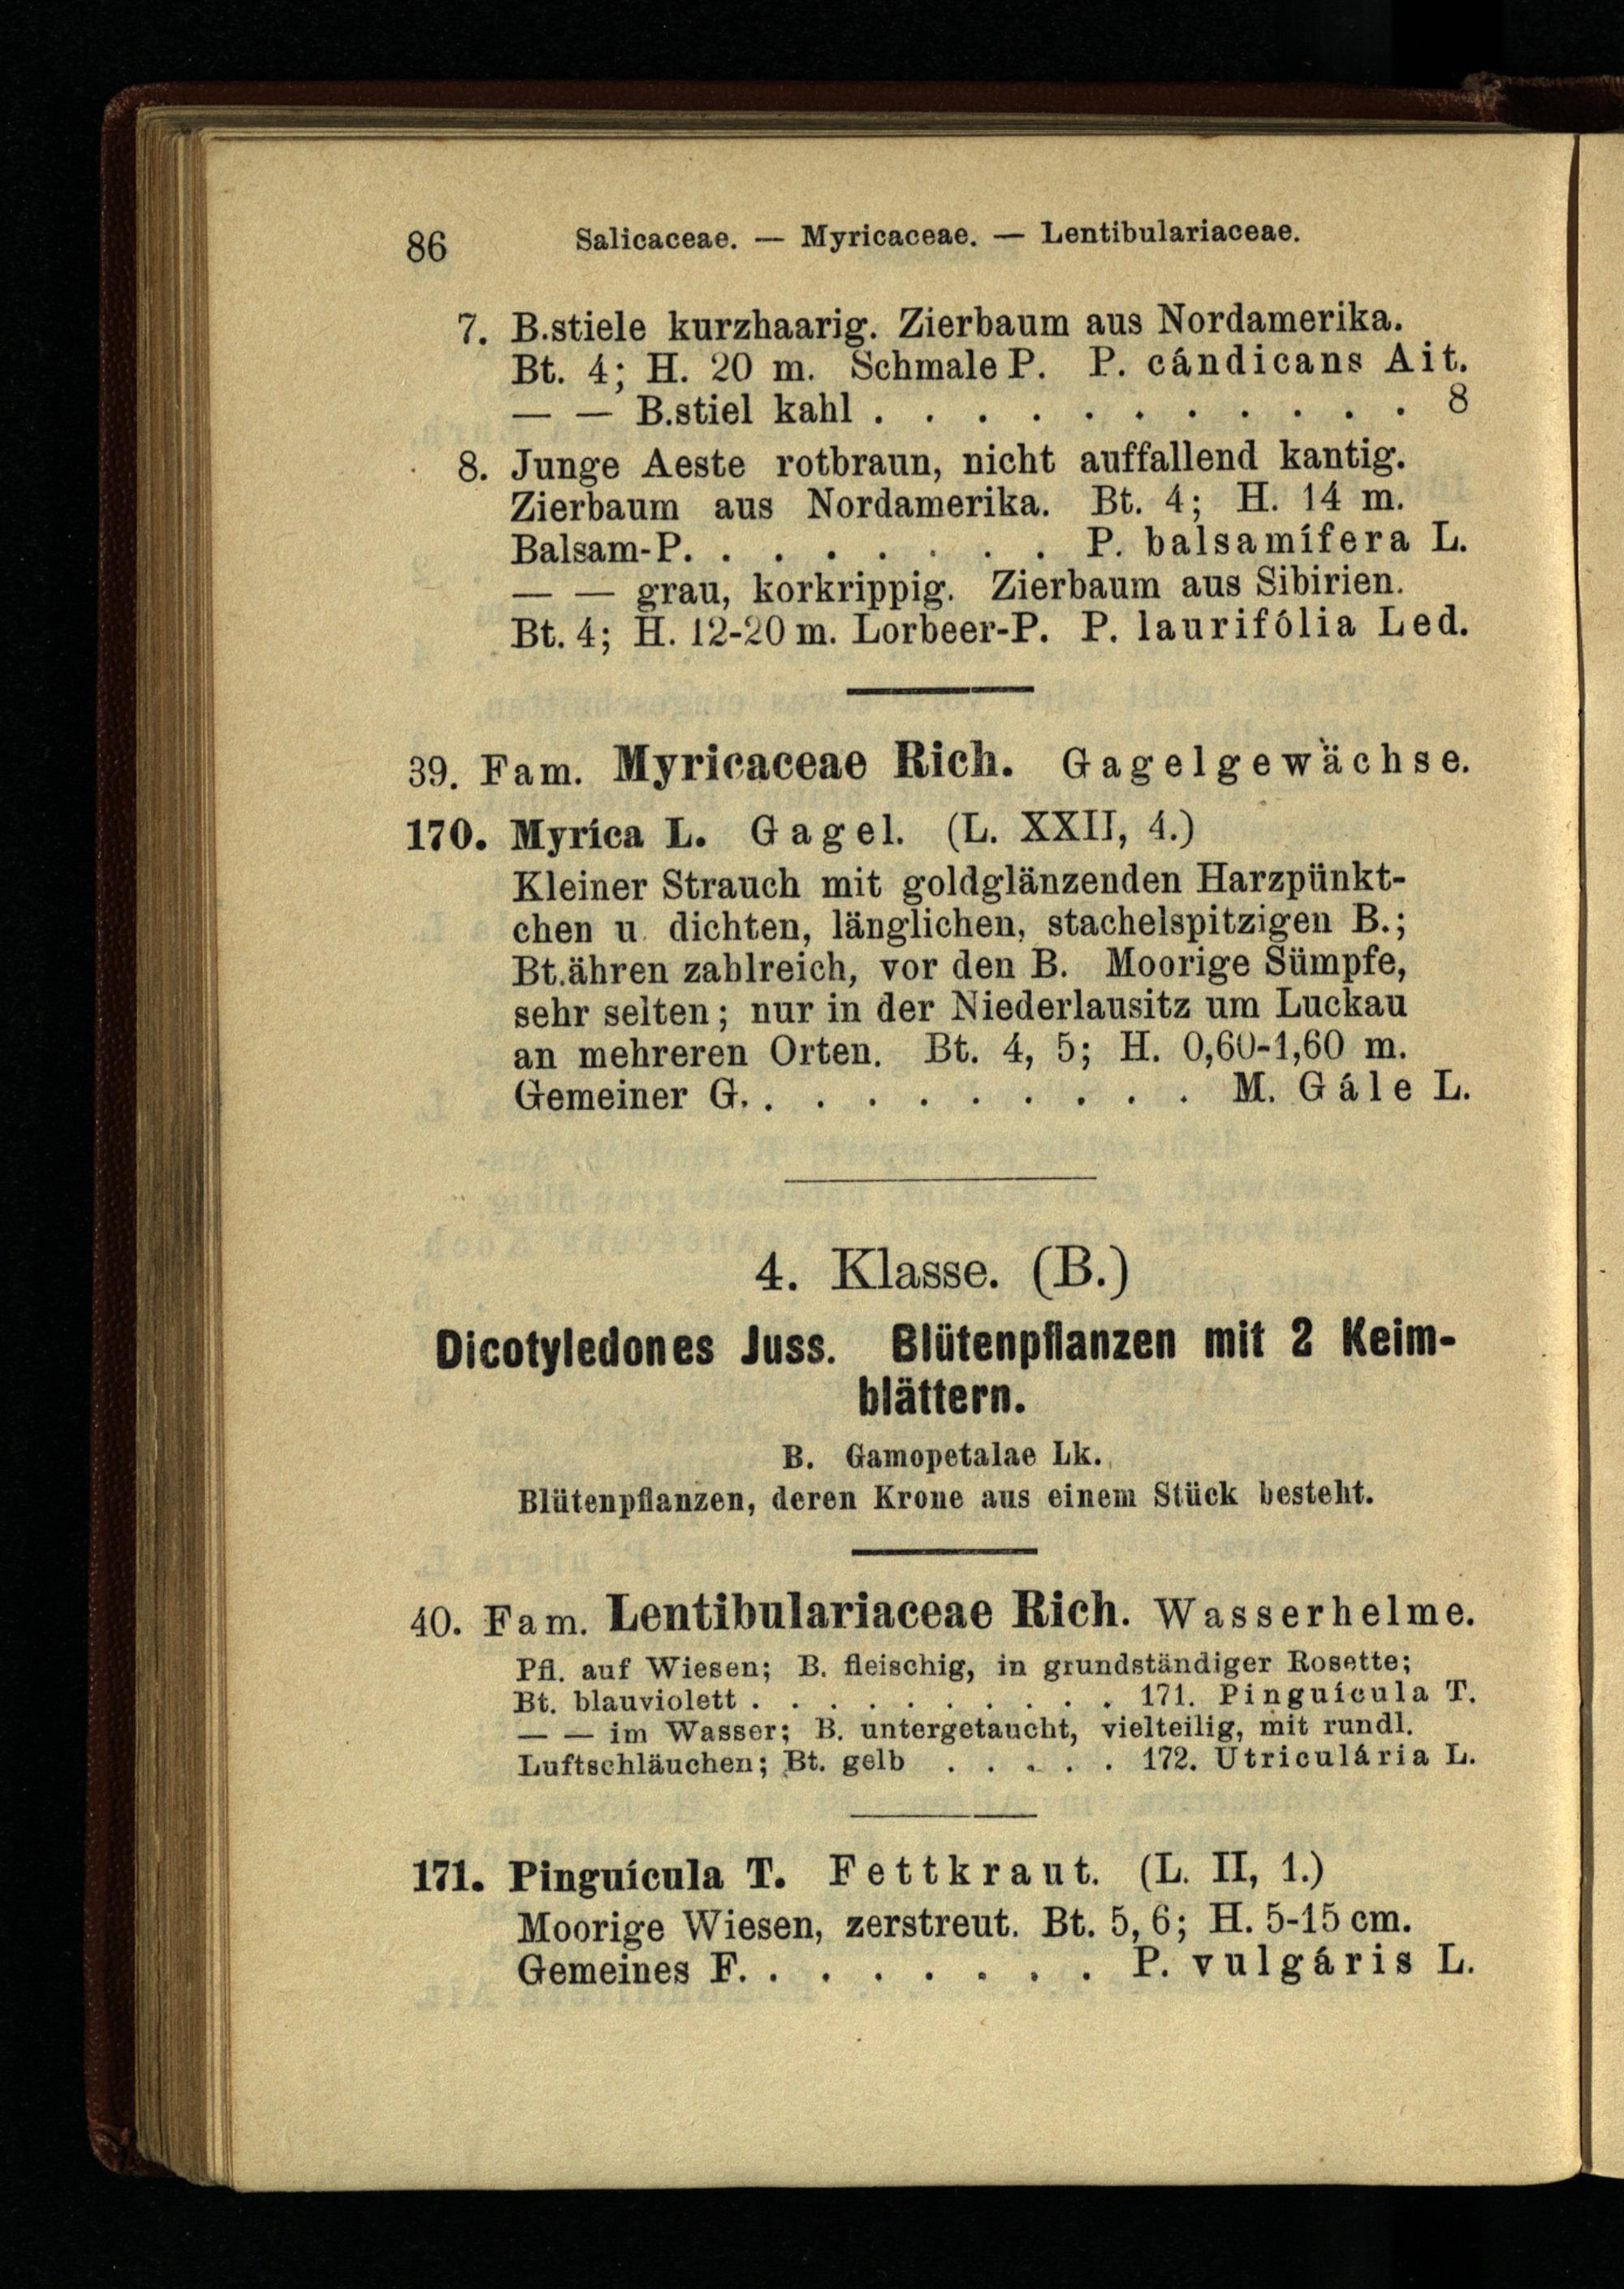 86 Salicaceae. — Myricaceae. — Lentibulariaceae.
7. B.stiele kurzhaarig. Zierbaum aus Nordamerika.
Bt. 4; H. 20 m. Schmale P. P. cándicans Ait.
— — B.stiel kahl . . . . . . . . . . . 8
8. Junge Aeste rotbraun, nicht auffallend kantig.
Zierbaum aus Nordamerika. Bt. 4; H. 14 m.
Balsam-P. . . . . . . . P. balsamífera L.
— — grau, korkrippig. Zierbaum aus Sibirien.
Bt. 4; H. 12-20 m. Lorbeer-P. P. laurifólia Led.
39. Fam. Myricaceae Rich. Gagelgewächse.
170. Myríca L. Gagel. (L. XXII, 4.)
Kleiner Strauch mit goldglänzenden Harzpünkt-
chen u. dichten, länglichen, stachelspitzigen B.;
Bt.ähren zahlreich, vor den B. Moorige Sümpfe,
sehr selten; nur in der Niederlausitz um Luckau
an mehreren Orten. Bt. 4, 5; H. 0,60-1,60 m.
Gemeiner G. . . . . . . . . . M. Gále L.
4. Klasse. (B.)
Dicotyledones Juss. Blütenpflanzen mit 2 Keim-
blättern.
B. Gamopetalae Lk.
Blütenpflanzen, deren Krone aus einem Stück besteht.
40. Fam. Lentibulariaceae Rich. Wasserhelme.
Pfl. auf Wiesen; B. fleischig, in grundständiger Rosette;
Bt. blauviolett . . . . . . . . . . 171. Pinguícula T.
— — im Wasser; B. untergetaucht, vielteilig, mit rundl.
Luftschläuchen; Bt. gelb . . . . . 172. Utriculária L.
171. Pinguícula T. Fettkraut. (L. II, 1.)
Moorige Wiesen, zerstreut. Bt. 5, 6; H. 5-15 cm.
Gemeines F. . . . . . . . P. vulgáris L.